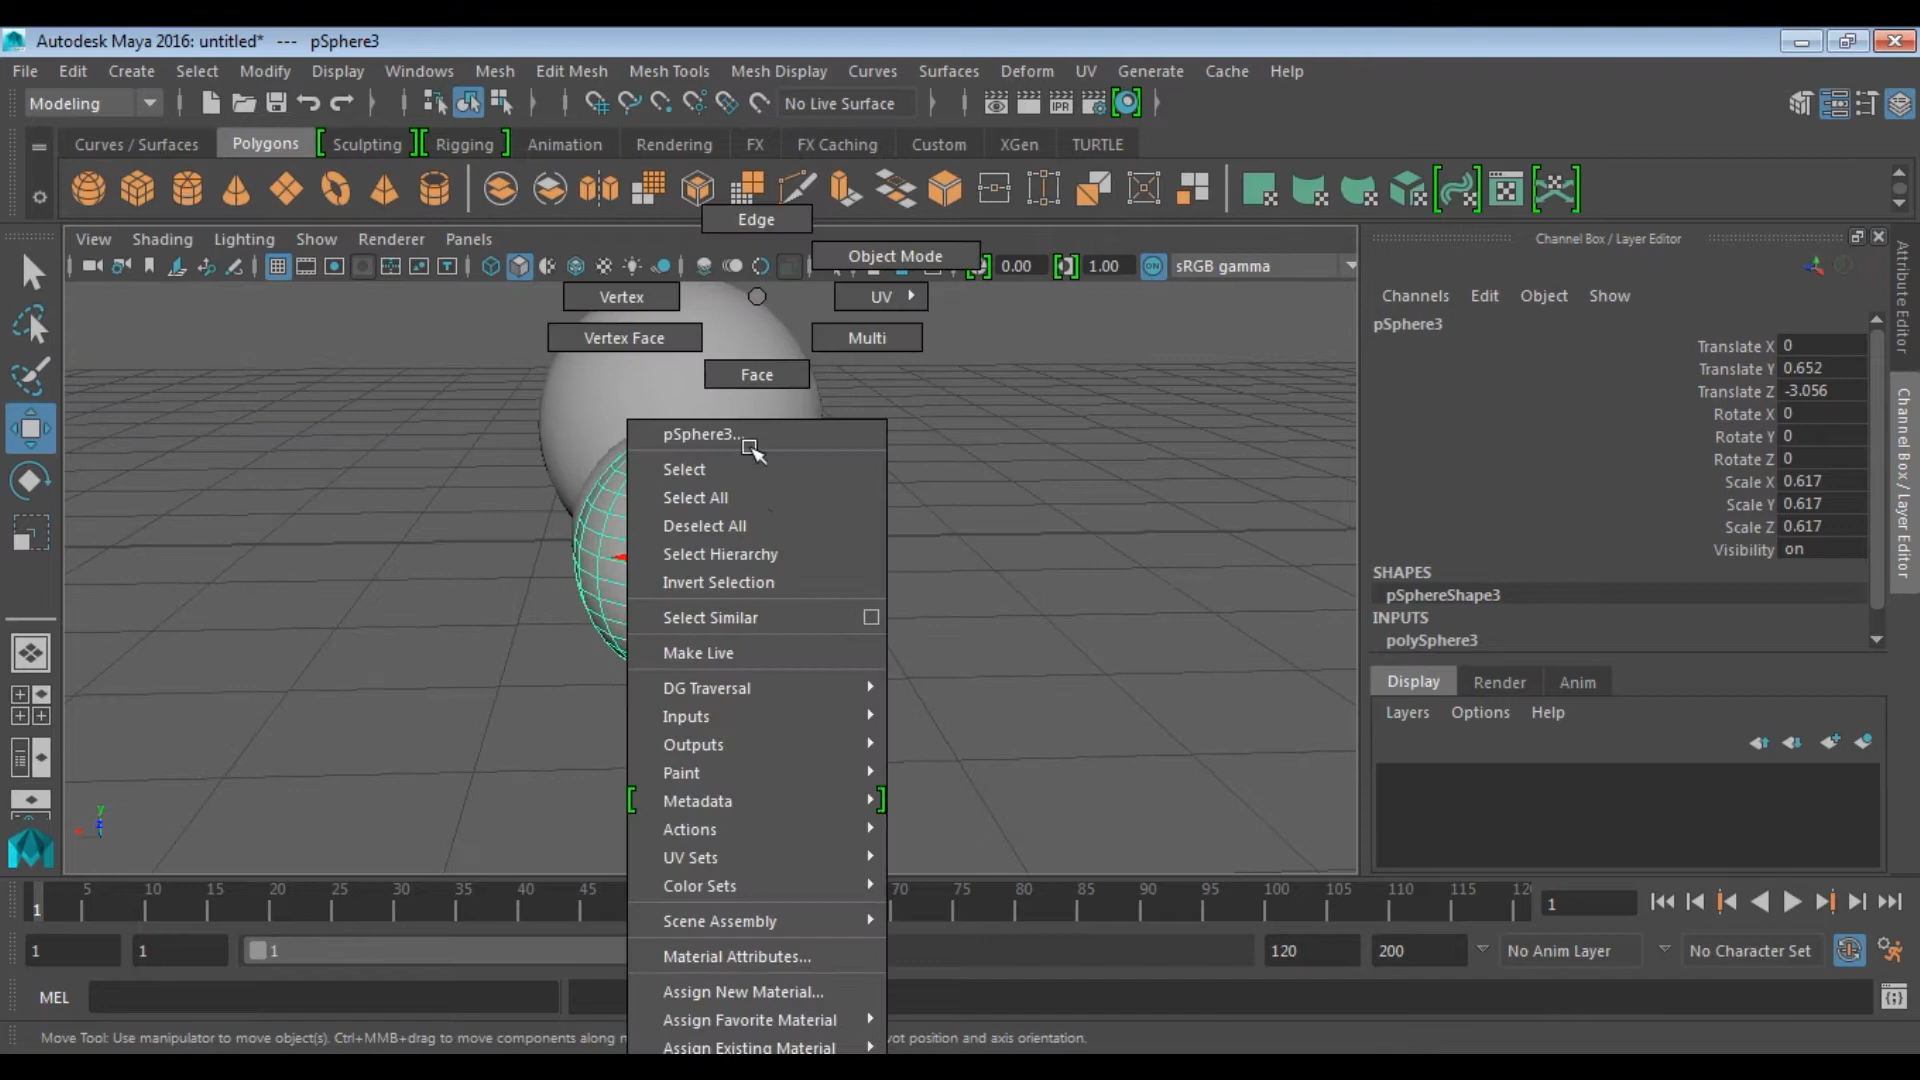 Autodesk Maya 2016: untitled* --- pSphere3
File Edit Create Select Modify Display Windows Mesh Edit Mesh Mesh Tools Mesh Display Curves Surfaces Deform UV Generate Cache Help
Modeling No Live Surface IPR
Curves / Surfaces Polygons Sculpting Rigging Animation Rendering FX FX Caching Custom XGen TURTLE
Edge
View Shading Lighting Show Renderer Panels
Object Mode
0.00 1.00 ON sRGB gamma
Vertex UV
Vertex Face Multi
Face
pSphere3...
Select
Select All
Deselect All
Select Hierarchy
Invert Selection
Select Similar
Make Live
DG Traversal
Inputs
Outputs
Paint
Metadata
Actions
UV Sets
Color Sets
Scene Assembly
Material Attributes...
Assign New Material...
Assign Favorite Material
Assign Existing Material
y
z
Channel Box / Layer Editor
Channels Edit Object Show
pSphere3
Translate X 0
Translate Y 0.652
Translate Z -3.056
Rotate X 0
Rotate Y 0
Rotate Z 0
Scale X 0.617
Scale Y 0.617
Scale Z 0.617
Visibility on
SHAPES
pSphereShape3
INPUTS
polySphere3
Display Render Anim
Layers Options Help
Attribute Editor
Channel Box / Layer Editor
5 10 15 20 25 30 35 40 45 70 75 80 85 90 95 100 105 110 115 12
1 1
1 1 1 120 200 No Anim Layer No Character Set
MEL
Move Tool: Use manipulator to move object(s). Ctrl+MMB+drag to move components along n vot position and axis orientation.